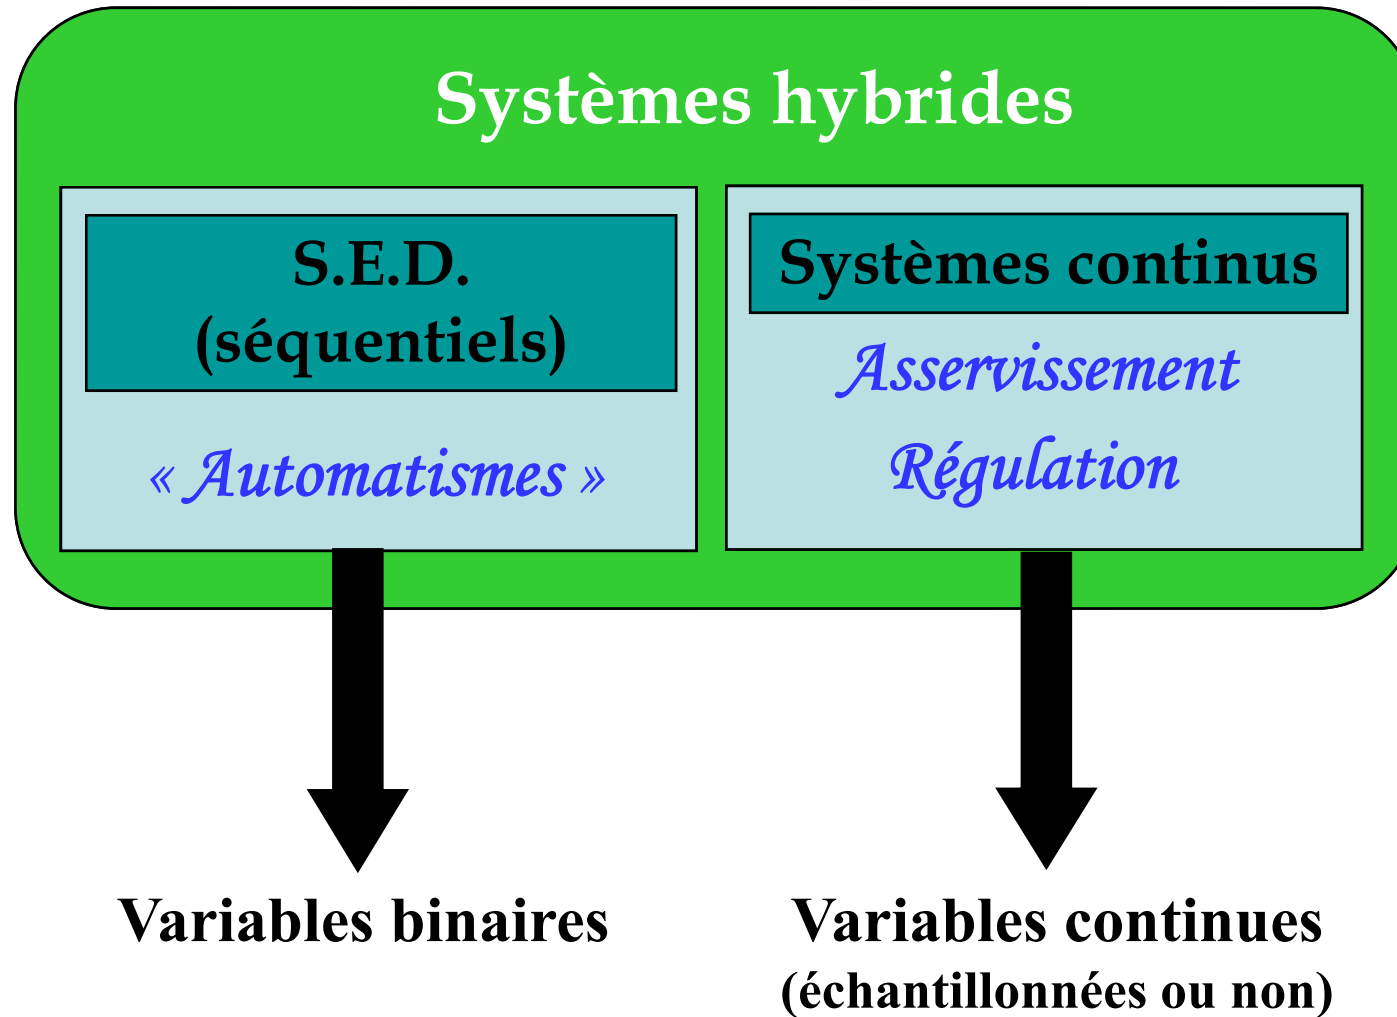 Systèmes hybrides
S.E.D.
(séquentiels)
« Automatismes »
Systèmes continus
Asservissement
Régulation
Variables binaires
Variables continues
(échantillonnées ou non)